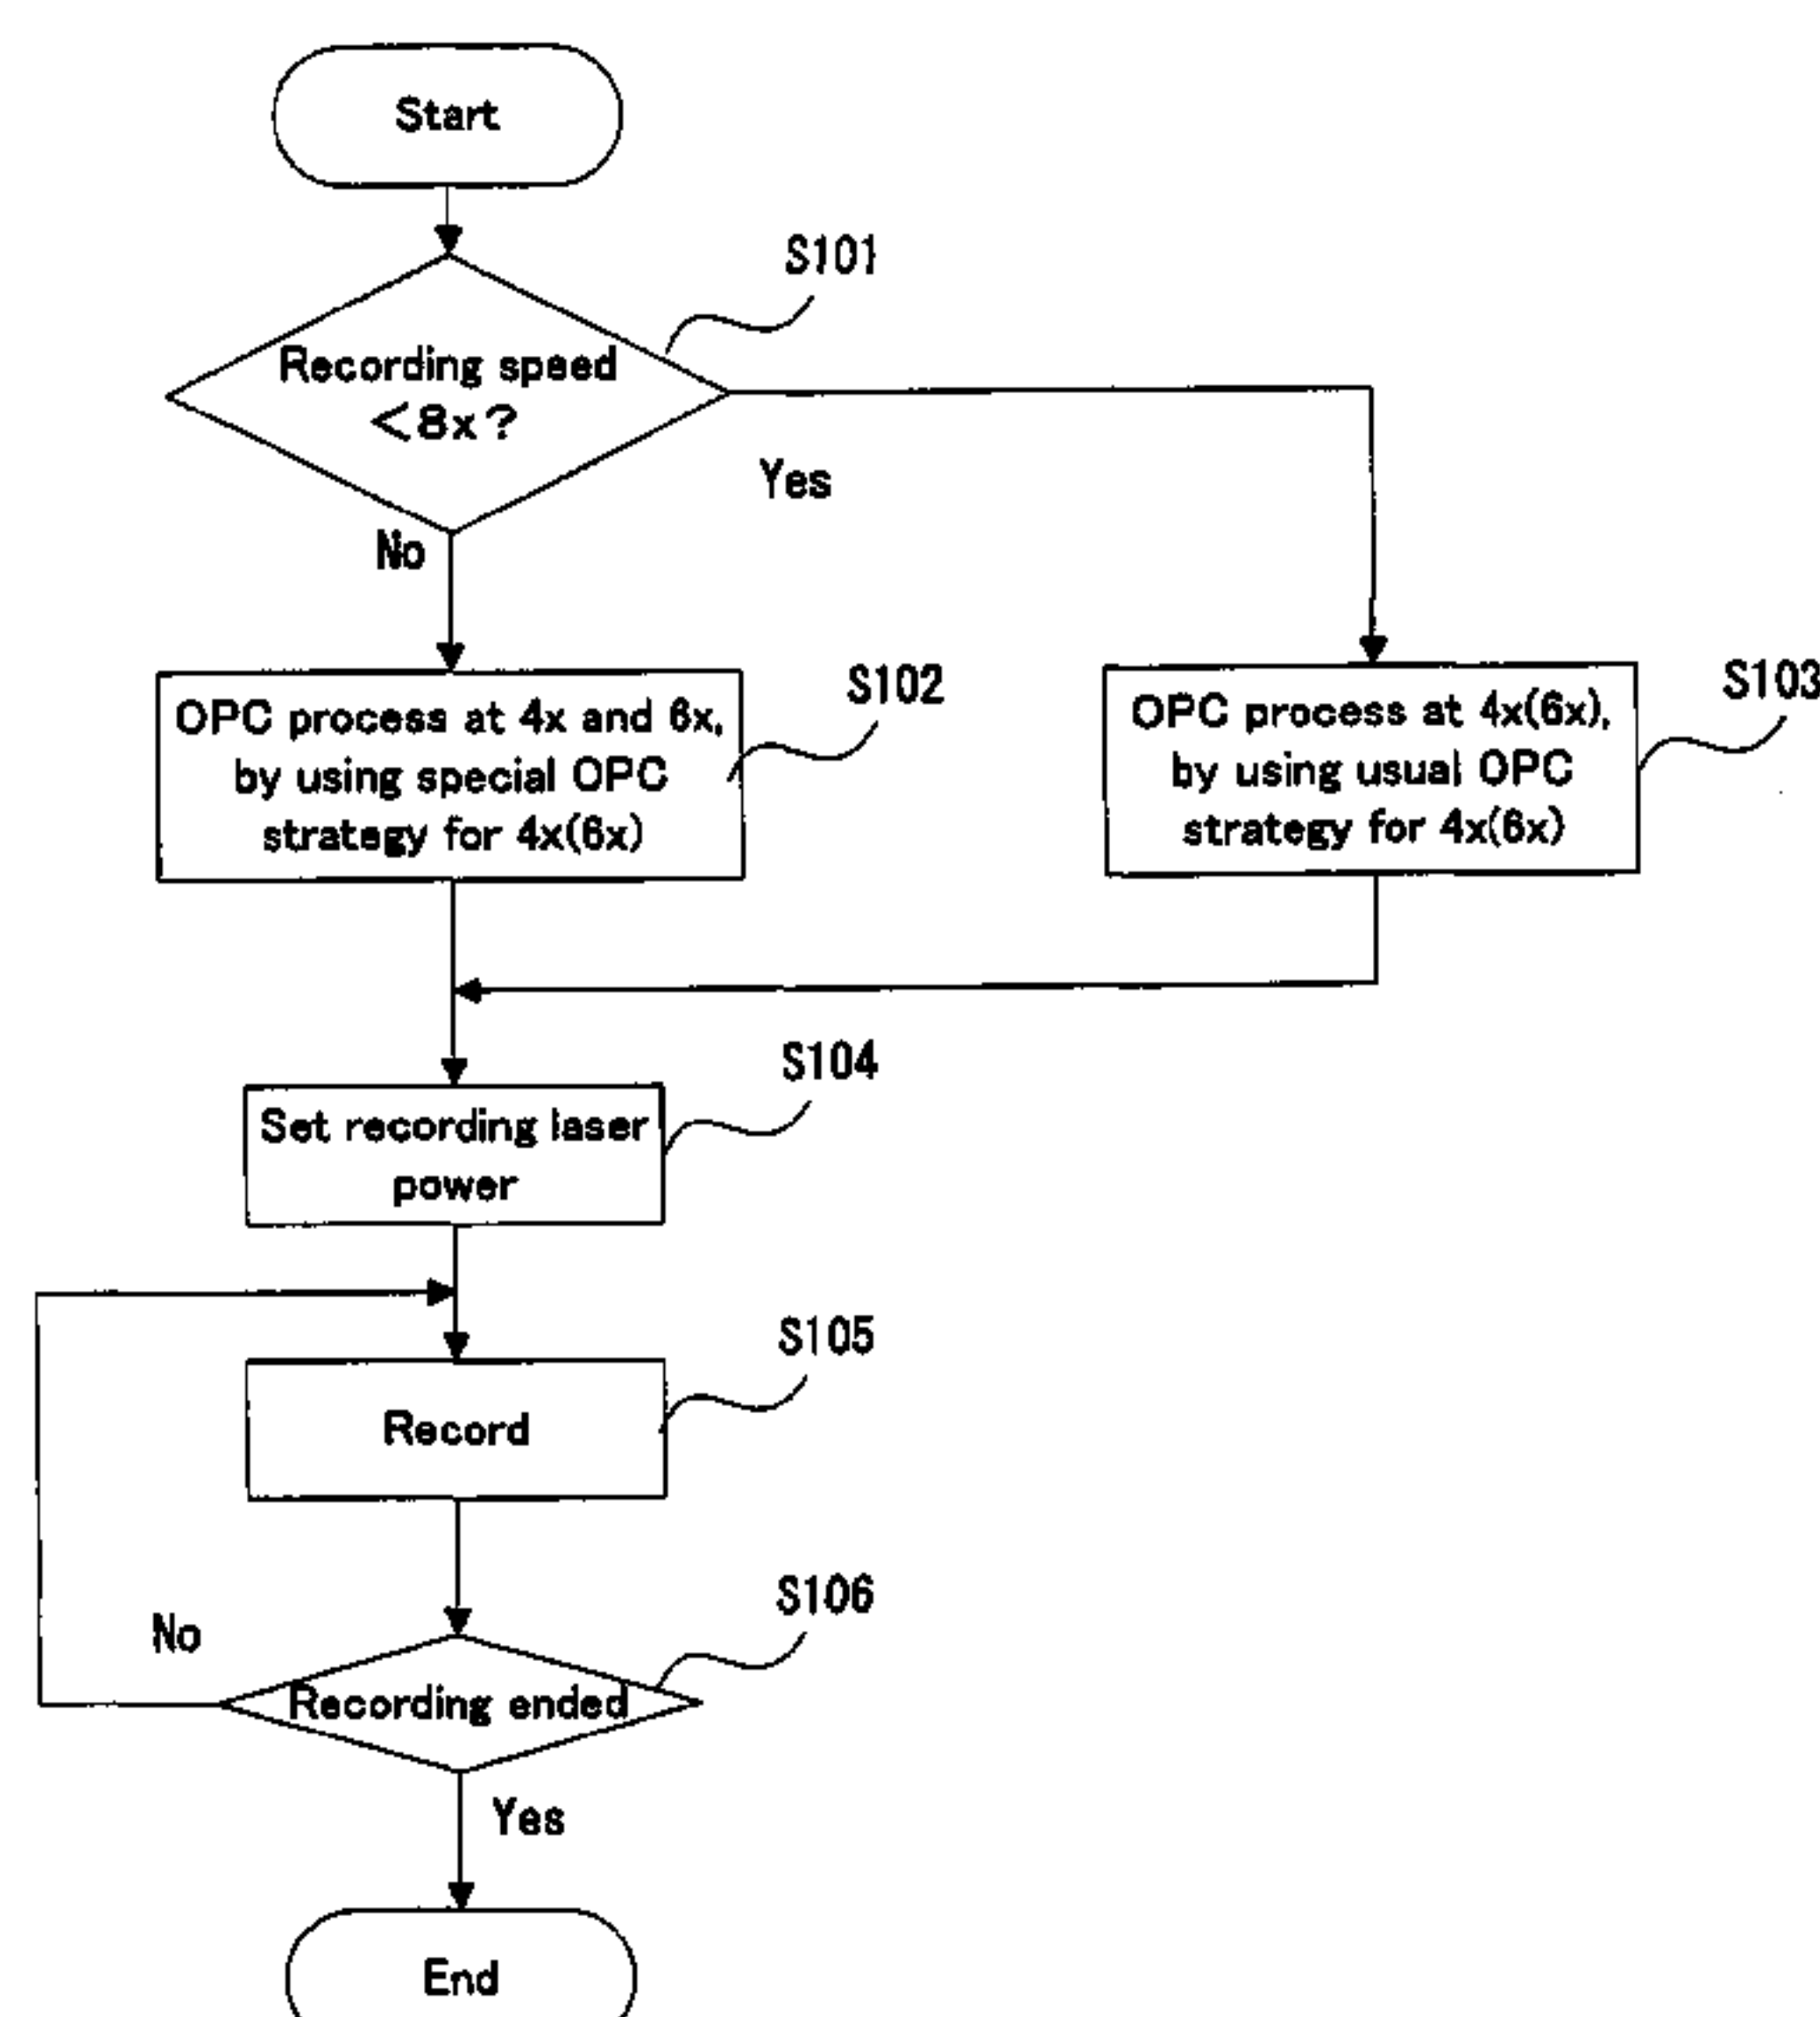 Start
S101
Recording speed
<8x?
Yes
No
S102
OPC process at 4x and 6x,
by using special OPC
strategy for 4x(6x)
S103
OPC process at 4x(6x),
by using usual OPC
strategy for 4x(6x)
S104
Set recording laser
power
S105
Record
S106
No
Recording ended
Yes
End